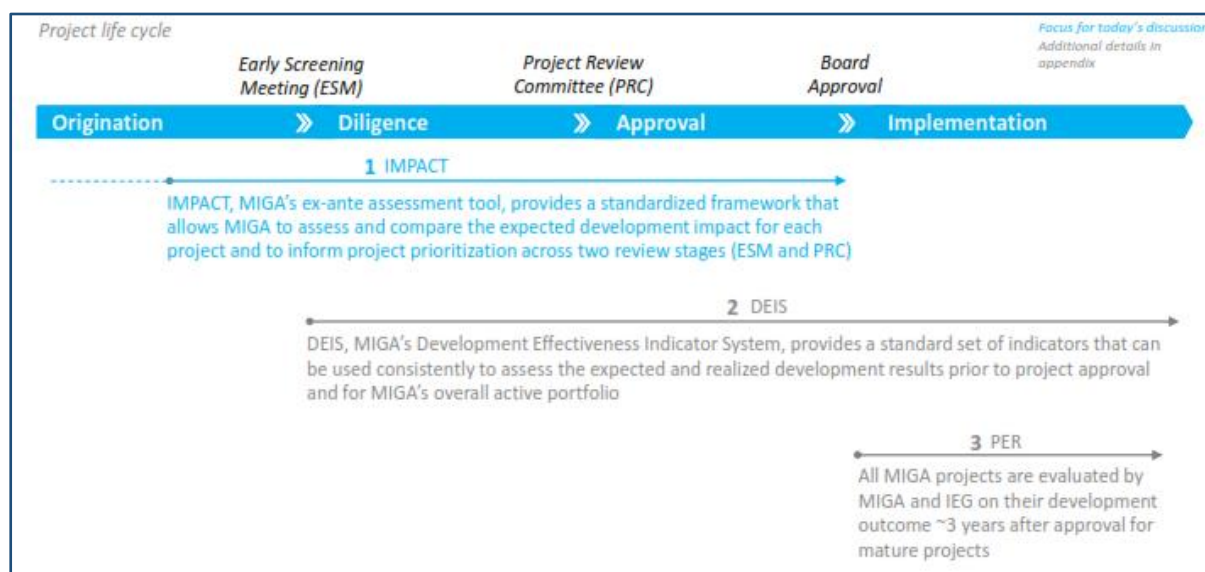 Project life cycle
Focus for today's discussion
Additional details in
appendix
Early Screening
Meeting (ESM)
Project Review
Committee (PRC)
Board
Approval
Origination » Diligence » Approval » Implementation
1 IMPACT
IMPACT, MIGA's ex-ante assessment tool, provides a standardized framework that
allows MIGA to assess and compare the expected development impact for each
project and to inform project prioritization across two review stages (ESM and PRC)
2 DEIS
DEIS, MIGA's Development Effectiveness Indicator System, provides a standard set of indicators that can
be used consistently to assess the expected and realized development results prior to project approval
and for MIGA's overall active portfolio
3 PER
All MIGA projects are evaluated by
MIGA and IEG on their development
outcome ~3 years after approval for
mature projects